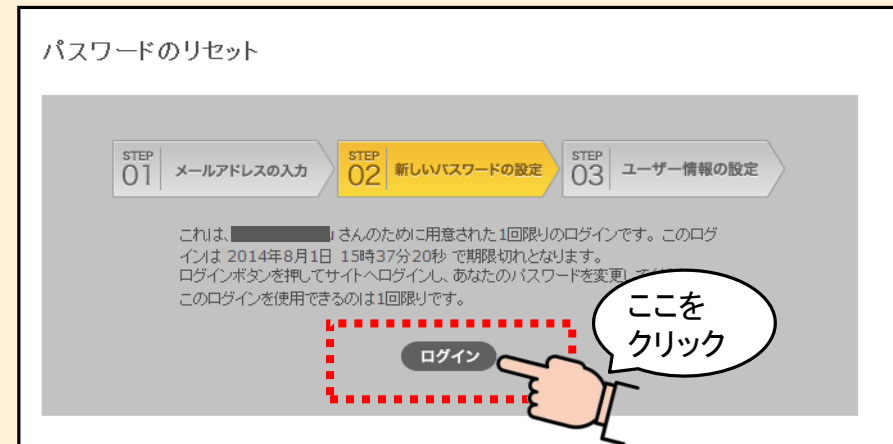 パスワードのリセット
STEP 01 メールアドレスの入力
STEP 02 新しいパスワードの設定
STEP 03 ユーザー情報の設定
これは、 さんのために用意された1回限りのログインです。このログ
インは 2014年8月1日 15時37分20秒 で期限切れとなります。
ログインボタンを押してサイトへログインし、あなたのパスワードを変更して
このログインを使用できるのは1回限りです。
ここを
クリック
ログイン